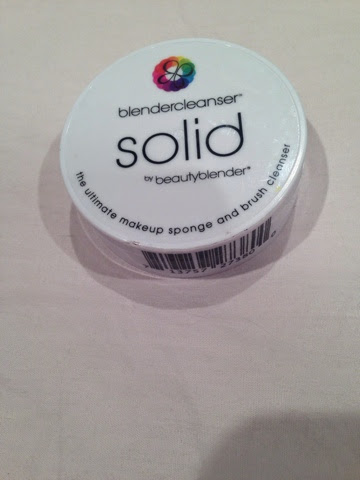 blendercleanser®
solid
by beautyblender®
the ultimate makeup sponge and brush cleanser